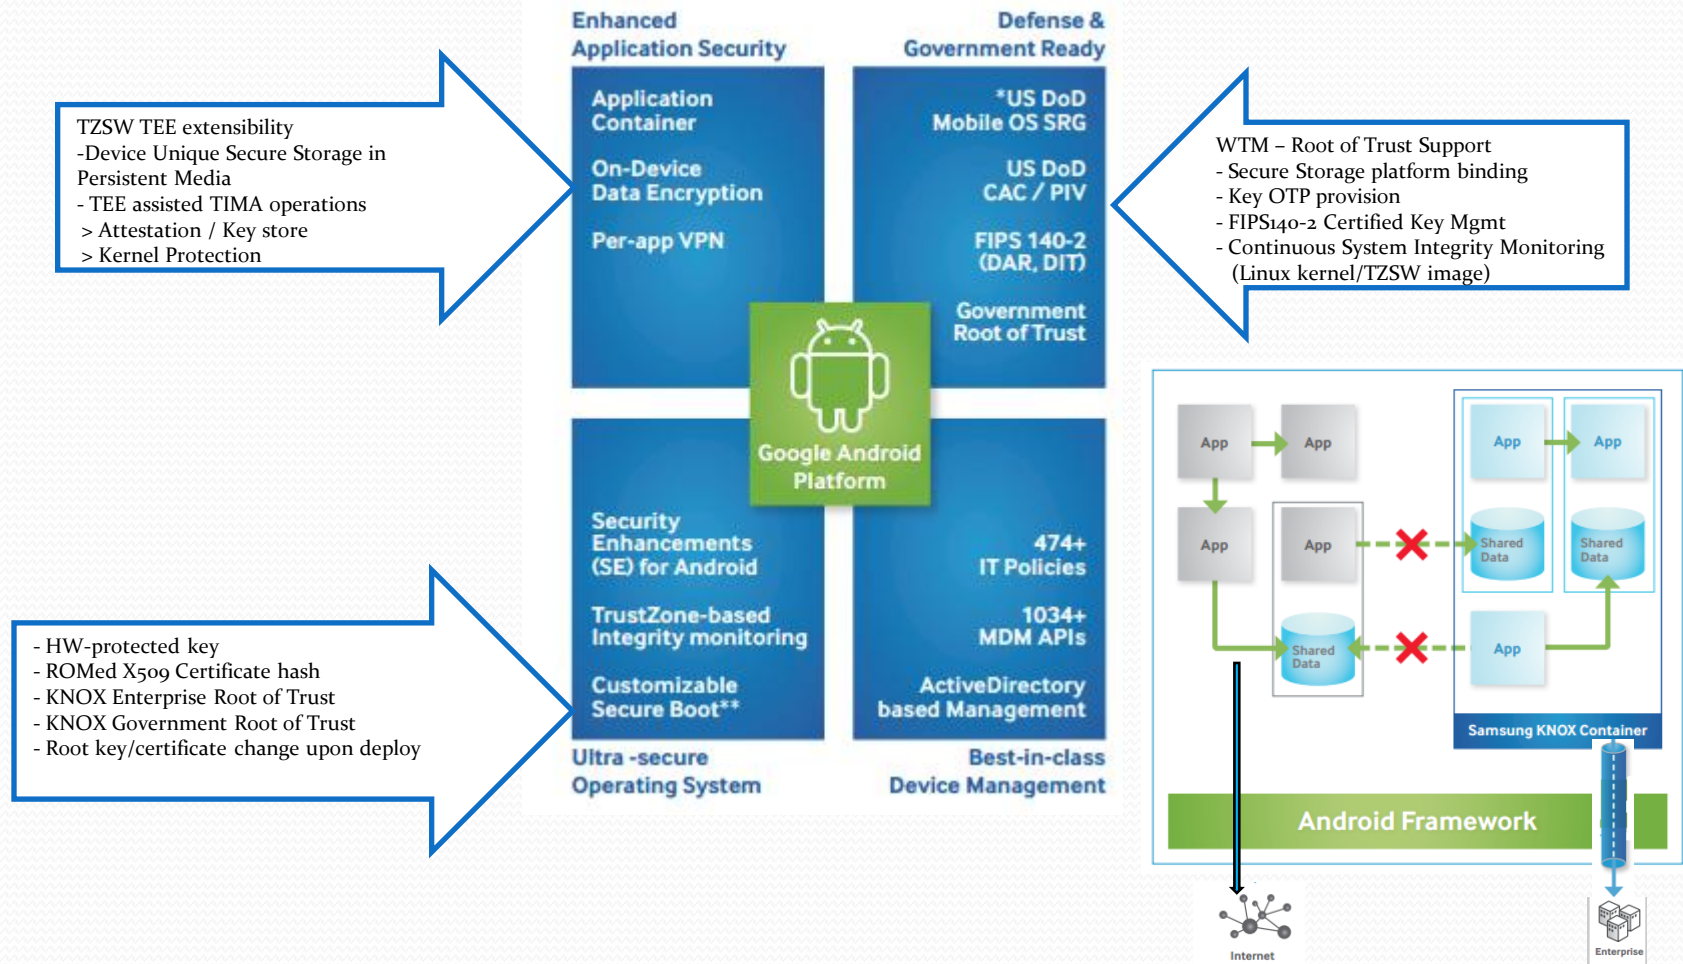 Enhanced
Application Security
Defense &
Government Ready
TZSW TEE extensibility
-Device Unique Secure Storage in
Persistent Media
- TEE assisted TIMA operations
> Attestation / Key store
> Kernel Protection
Application
Container
On-Device
Data Encryption
Per-app VPN
*US DoD
Mobile OS SRG
US DoD
CAC / PIV
FIPS 140-2
(DAR, DIT)
Government
Root of Trust
WTM – Root of Trust Support
- Secure Storage platform binding
- Key OTP provision
- FIPS140-2 Certified Key Mgmt
- Continuous System Integrity Monitoring
(Linux kernel/TZSW image)
Google Android
Platform
- HW-protected key
- ROMed X509 Certificate hash
- KNOX Enterprise Root of Trust
- KNOX Government Root of Trust
- Root key/certificate change upon deploy
Security
Enhancements
(SE) for Android
TrustZone-based
Integrity monitoring
Customizable
Secure Boot**
474+
IT Policies
1034+
MDM APIs
ActiveDirectory
based Management
Ultra -secure
Operating System
Best-in-class
Device Management
App
App
App
App
App
App
Shared
Data
Shared
Data
Shared
Data
App
Samsung KNOX Container
Android Framework
Internet
Enterprise